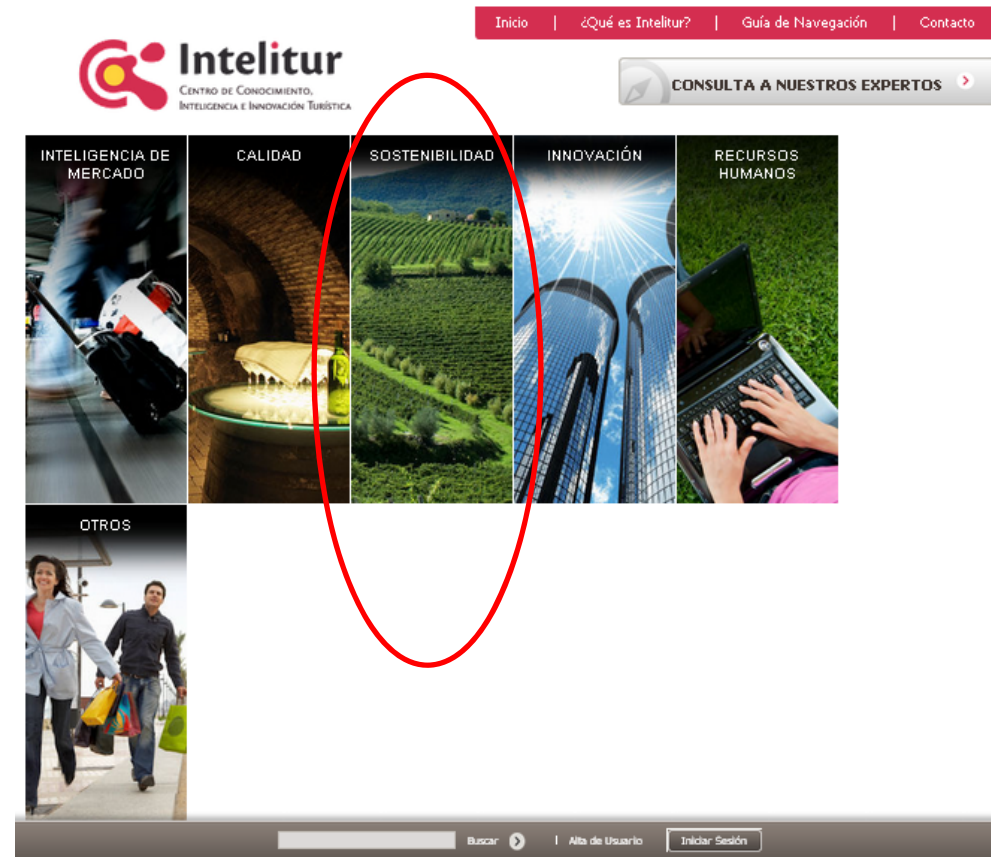 Inicio | ¿Qué es Intelitur? | Guía de Navegación | Contacto
Intelitur
Centro de Conocimiento,
Inteligencia e Innovación Turística
CONSULTA A NUESTROS EXPERTOS
INTELIGENCIA DE
MERCADO
CALIDAD
SOSTENIBILIDAD
INNOVACIÓN
RECURSOS
HUMANOS
OTROS
Buscar | Alta de Usuario Iniciar Sesión